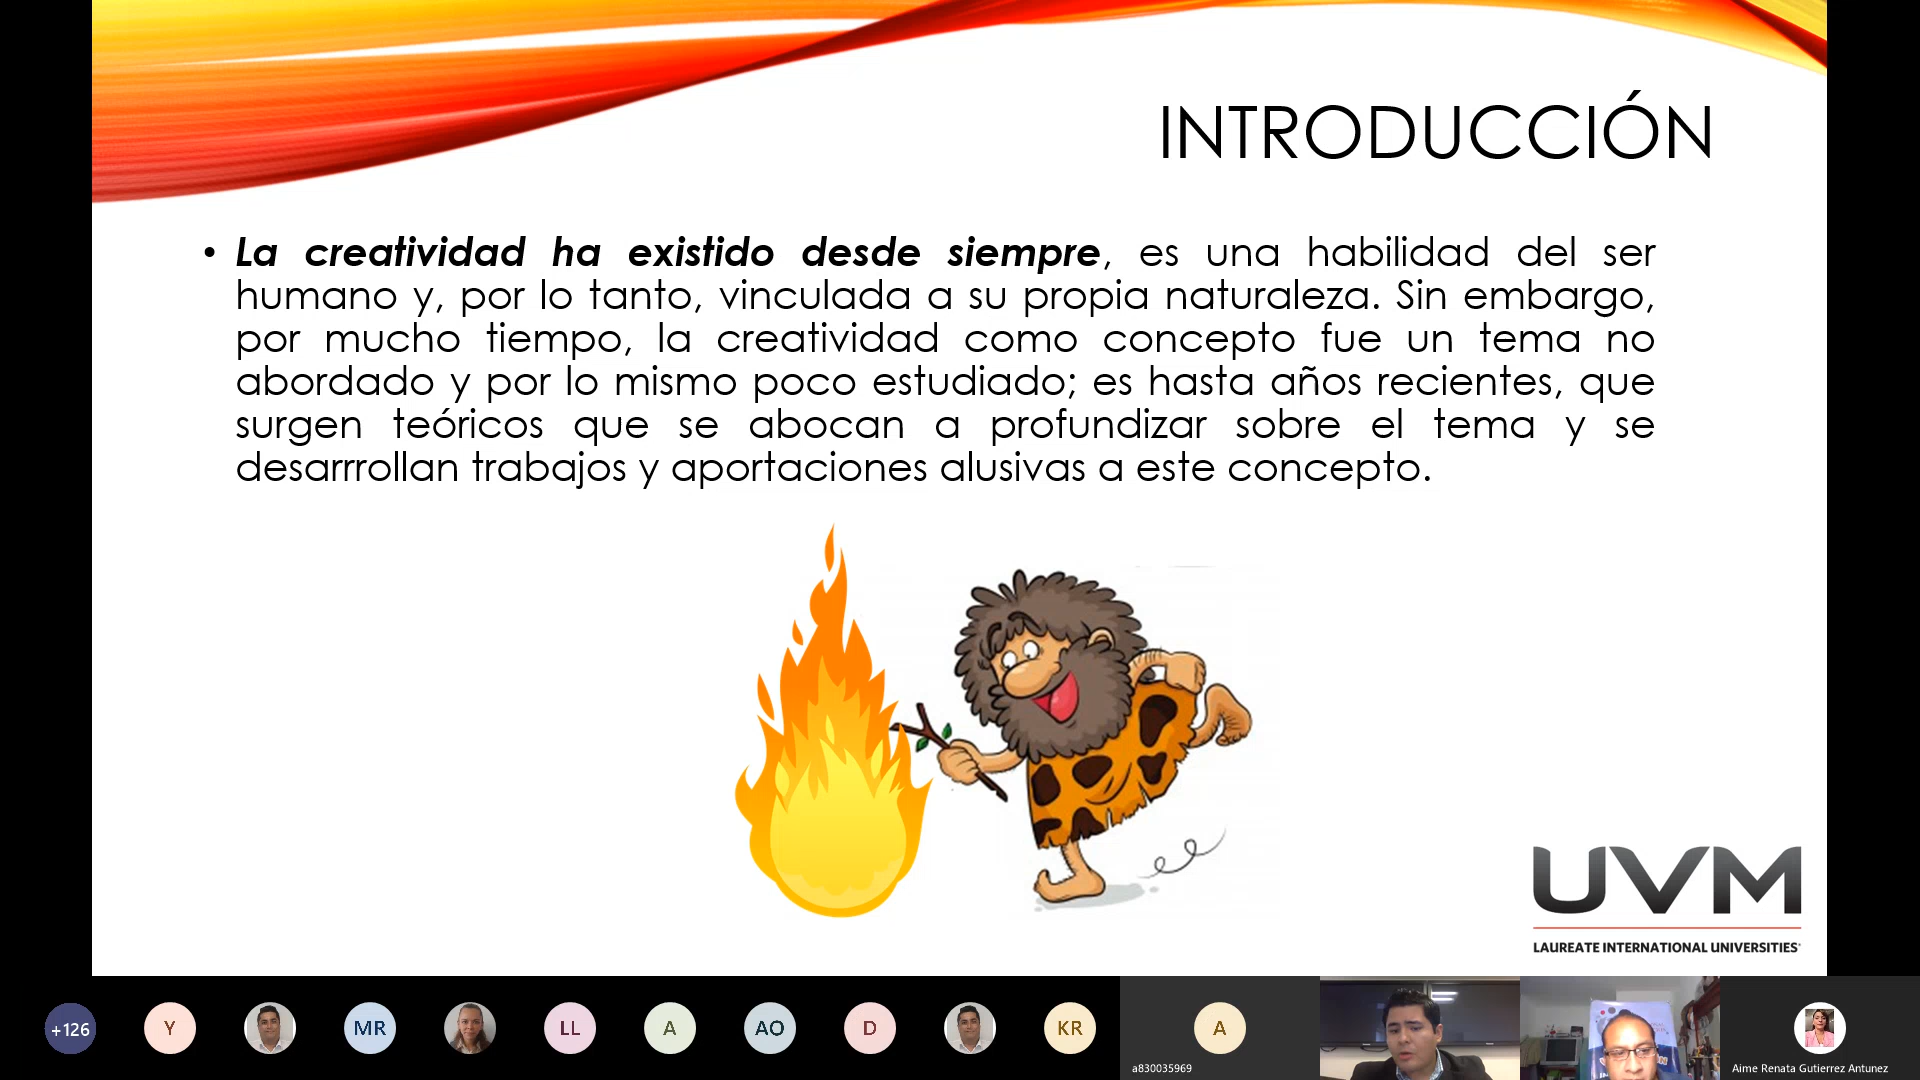 INTRODUCCIÓN
• La creatividad ha existido desde siempre, es una habilidad del ser
humano y, por lo tanto, vinculada a su propia naturaleza. Sin embargo,
por mucho tiempo, la creatividad como concepto fue un tema no
abordado y por lo mismo poco estudiado; es hasta años recientes, que
surgen teóricos que se abocan a profundizar sobre el tema y se
desarrrollan trabajos y aportaciones alusivas a este concepto.
UVM
LAUREATE INTERNATIONAL UNIVERSITIES
+126
Y
MR
LL
A
AO
D
KR
A
a830035969
Aime Renata Gutierrez Antunez